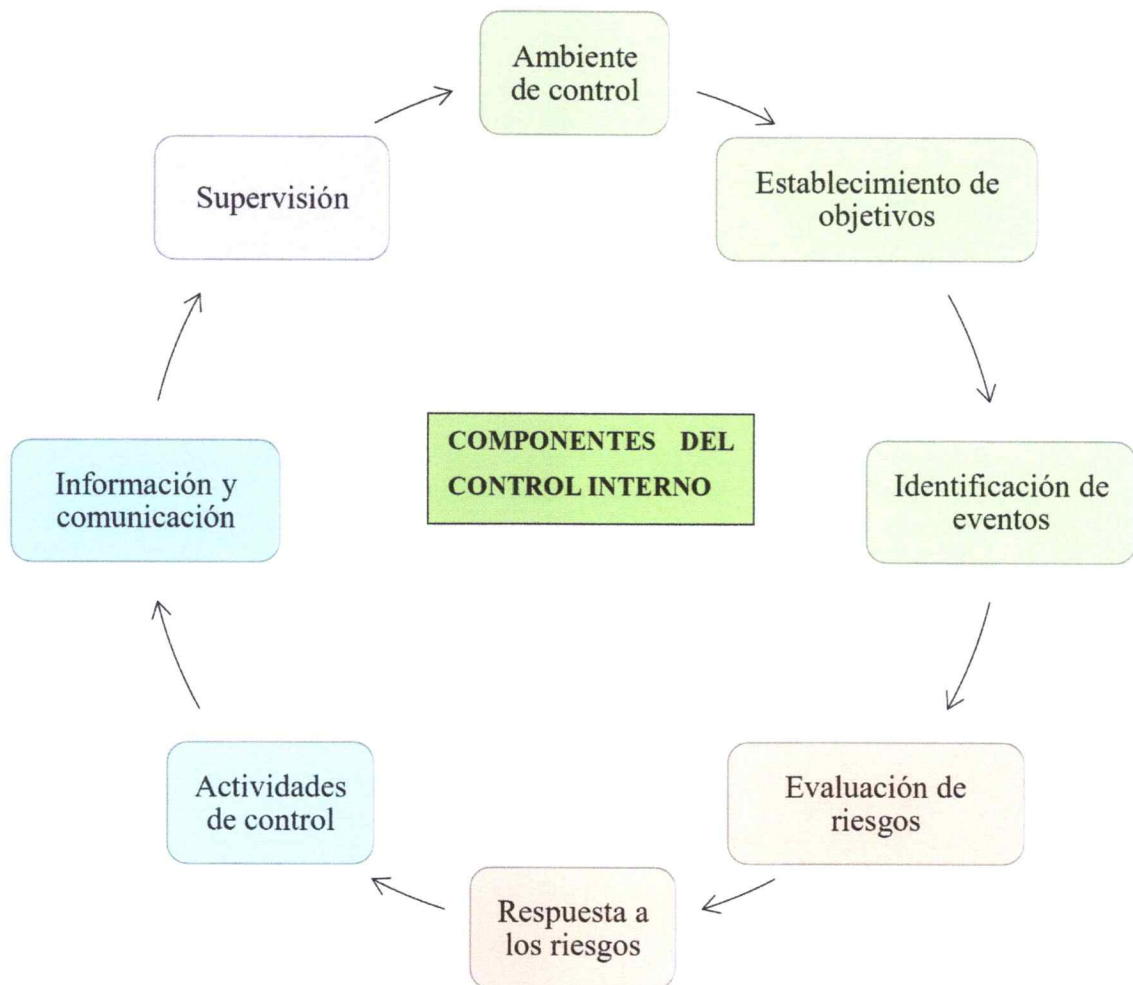 Ambiente
de control
Establecimiento de
objetivos
Identificación de
eventos
Evaluación de
riesgos
Respuesta a
los riesgos
Actividades
de control
Información y
comunicación
Supervisión
COMPONENTES DEL
CONTROL INTERNO